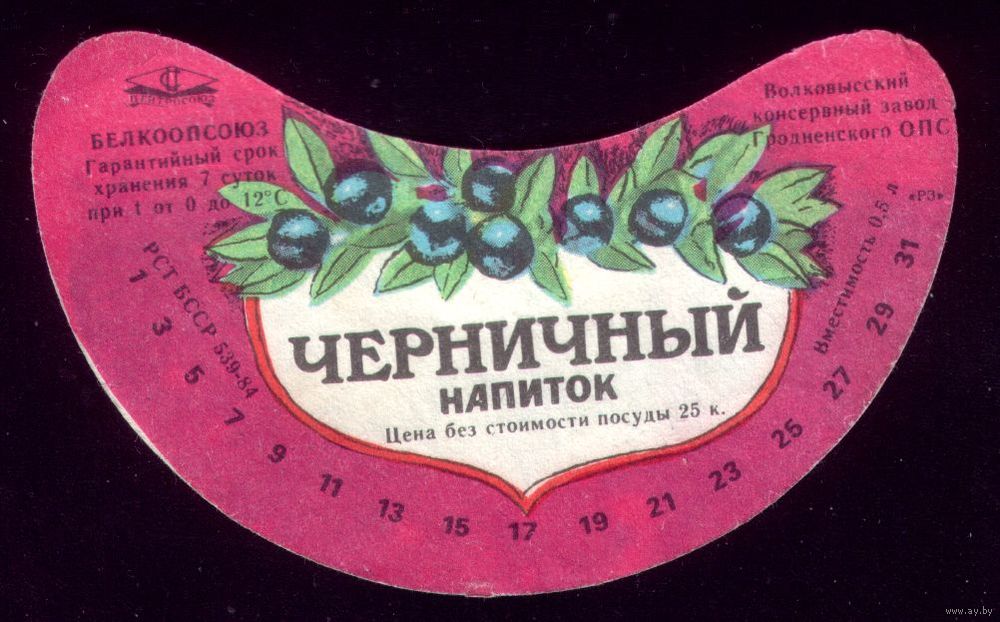 ЦЕНТРОСОЮЗ
БЕЛКООПСОЮЗ
Гарантийный срок
хранения 7 суток
при t от 0 до 12°С
РСТ БССР 539-84
Волковысский
консервный завод
Гродненского ОПС
«РЗ»
Вместимость 0,5 л
ЧЕРНИЧНЫЙ
НАПИТОК
Цена без стоимости посуды 25 к.
1 3 5 7 9 11 13 15 17 19 21 23 25 27 29 31
www.ay.by